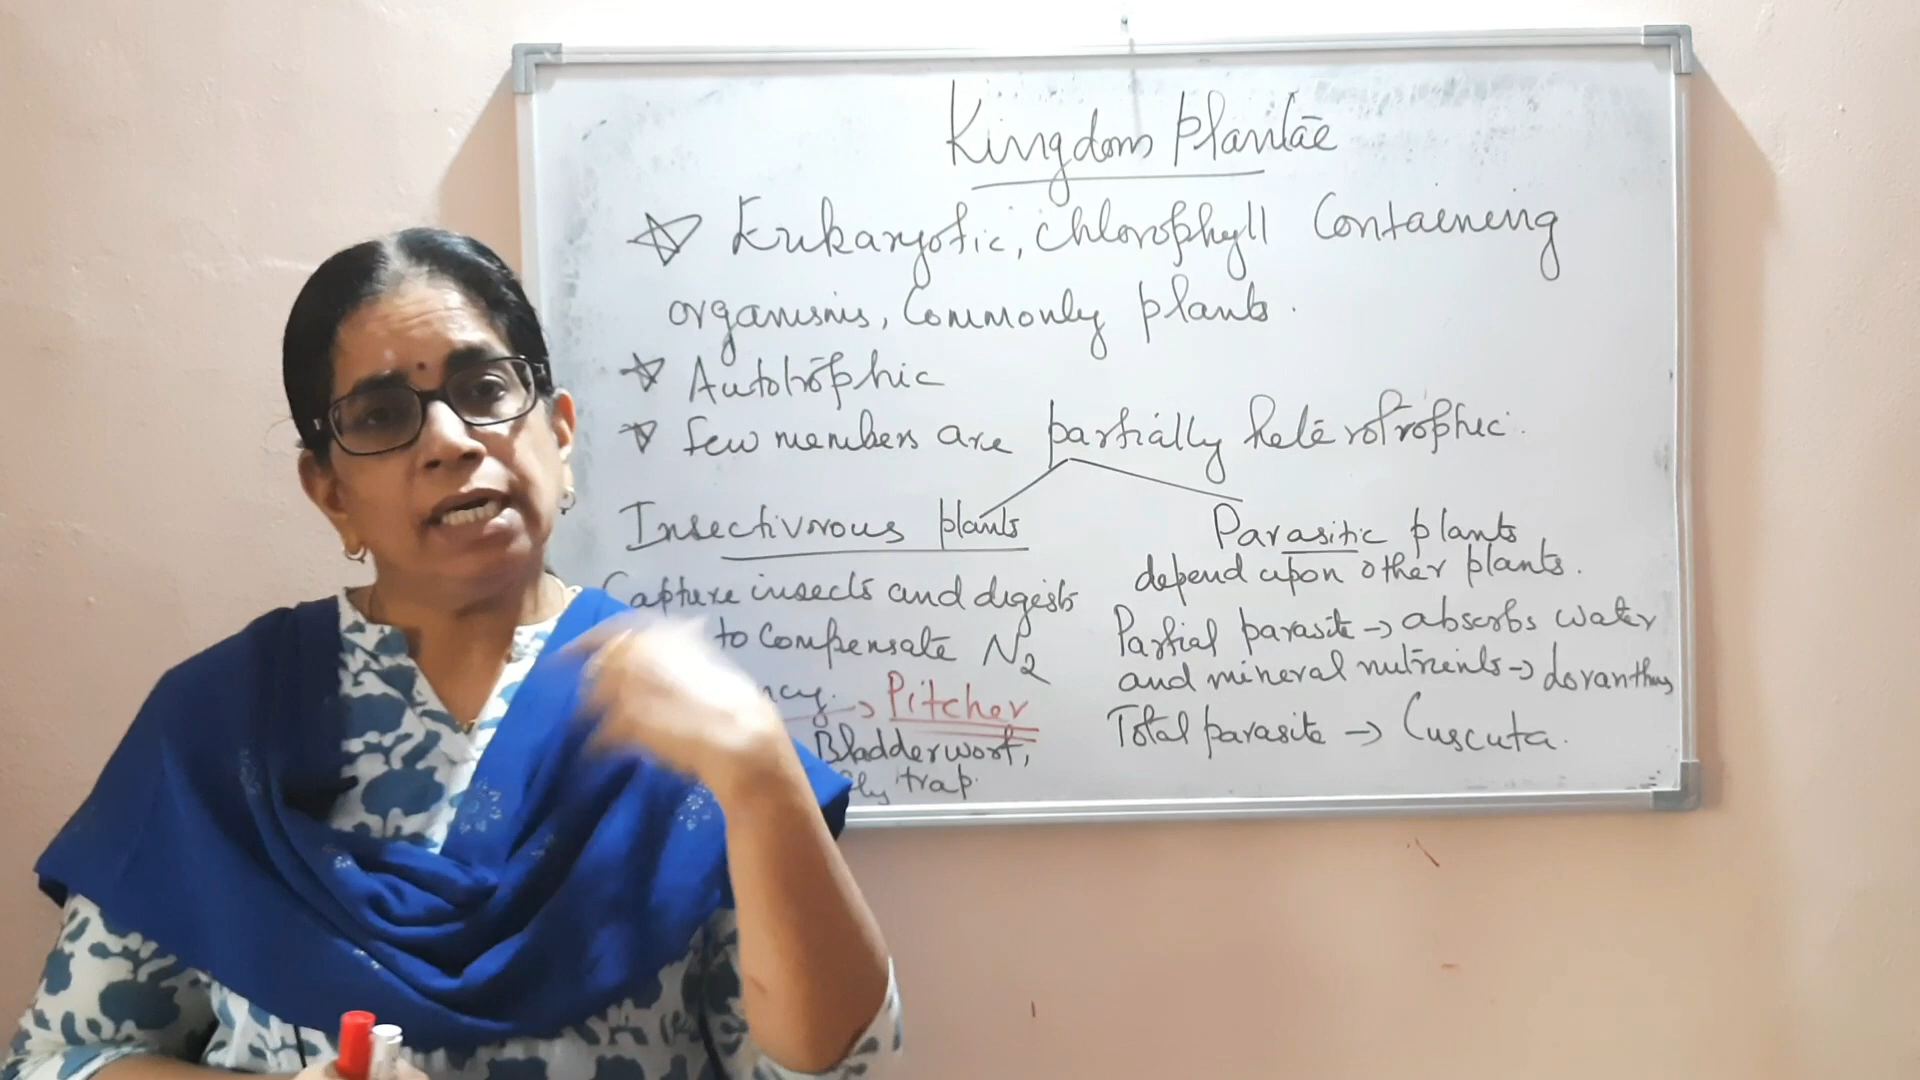 Kingdom Plantae
Eukaryotic, chlorophyll Containing
organisms, Commonly plants.
Autotrophic
Few members are partially heterotrophic.
Insectivorous plants
Capture insects and digests
to Compensate N2
ncy. → Pitcher
Bladderwort,
fly trap.
Parasitic plants
depend upon other plants.
Partial parasite → absorbs water
and mineral nutrients → Loranthus
Total parasite → Cuscuta.